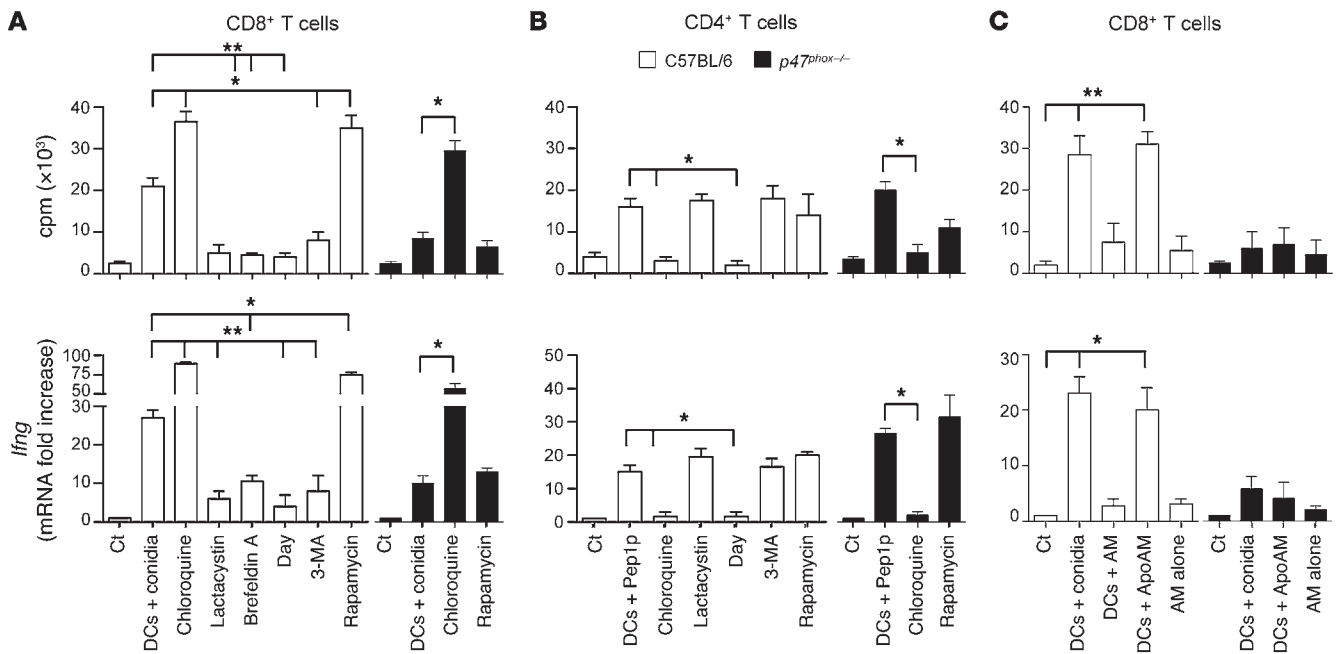 A
CD8⁺ T cells
B
CD4⁺ T cells
C
CD8⁺ T cells
C57BL/6
p47ᵖʰᵒˣ⁻/⁻
**
*
*
cpm (×10³)
40
30
20
10
0
*
*
40
30
20
10
0
**
40
30
20
10
0
*
**
*
Ifng
(mRNA fold increase)
100
75
50
30
20
10
0
*
*
50
40
30
20
10
0
*
30
20
10
0
Ct
DCs + conidia
Chloroquine
Lactacystin
Brefeldin A
Day
3-MA
Rapamycin
Ct
DCs + conidia
Chloroquine
Rapamycin
Ct
DCs + Pep1p
Chloroquine
Lactacystin
Day
3-MA
Rapamycin
Ct
DCs + Pep1p
Chloroquine
Rapamycin
Ct
DCs + conidia
DCs + AM
DCs + ApoAM
AM alone
Ct
DCs + conidia
DCs + ApoAM
AM alone